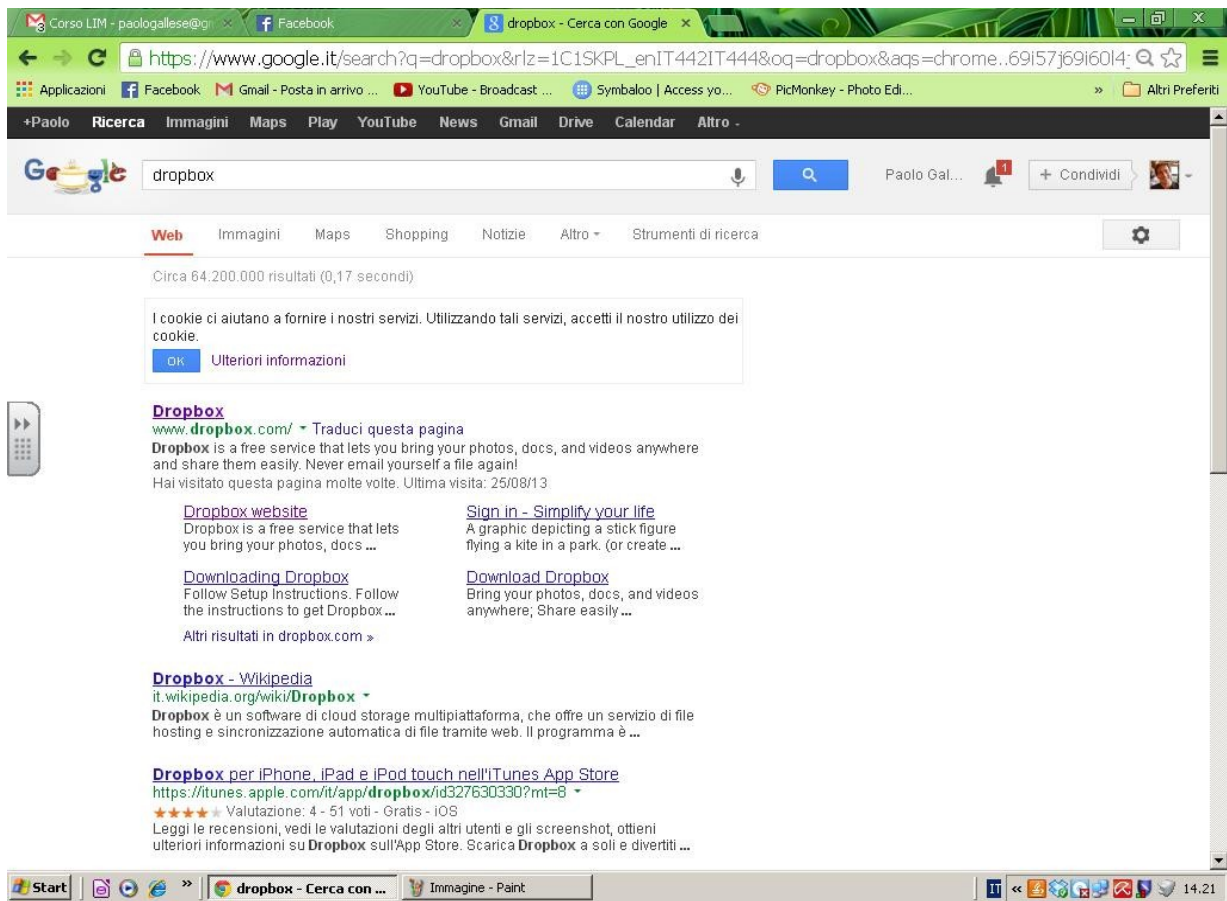 Corso LIM - paologallese@gm
Facebook
dropbox - Cerca con Google
https://www.google.it/search?q=dropbox&rlz=1C1SKPL_enIT442IT444&oq=dropbox&aqs=chrome..69i57j69i60l4j
Applicazioni Facebook Gmail - Posta in arrivo ... YouTube - Broadcast ... Symbaloo | Access yo... PicMonkey - Photo Edi... » Altri Preferiti
+Paolo Ricerca Immagini Maps Play YouTube News Gmail Drive Calendar Altro
Google dropbox Paolo Gal... 1 + Condividi
Web Immagini Maps Shopping Notizie Altro Strumenti di ricerca
Circa 64.200.000 risultati (0,17 secondi)
I cookie ci aiutano a fornire i nostri servizi. Utilizzando tali servizi, accetti il nostro utilizzo dei
cookie.
OK Ulteriori informazioni
Dropbox
www.dropbox.com/ Traduci questa pagina
Dropbox is a free service that lets you bring your photos, docs, and videos anywhere
and share them easily. Never email yourself a file again!
Hai visitato questa pagina molte volte. Ultima visita: 25/08/13
Dropbox website
Dropbox is a free service that lets
you bring your photos, docs ...
Sign in - Simplify your life
A graphic depicting a stick figure
flying a kite in a park. (or create ...
Downloading Dropbox
Follow Setup Instructions. Follow
the instructions to get Dropbox ...
Download Dropbox
Bring your photos, docs, and videos
anywhere; Share easily ...
Altri risultati in dropbox.com »
Dropbox - Wikipedia
it.wikipedia.org/wiki/Dropbox
Dropbox è un software di cloud storage multipiattaforma, che offre un servizio di file
hosting e sincronizzazione automatica di file tramite web. Il programma è ...
Dropbox per iPhone, iPad e iPod touch nell'iTunes App Store
https://itunes.apple.com/it/app/dropbox/id327630330?mt=8
Valutazione: 4 - 51 voti - Gratis - iOS
Leggi le recensioni, vedi le valutazioni degli altri utenti e gli screenshot, ottieni
ulteriori informazioni su Dropbox sull'App Store. Scarica Dropbox a soli e divertiti ...
Start » dropbox - Cerca con ... Immagine - Paint IT « 14.21